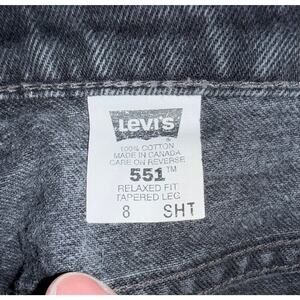 LEVI'S
100% COTTON
MADE IN CANADA
CARE ON REVERSE
551™
RELAXED FIT
TAPERED LEG
8 SHT